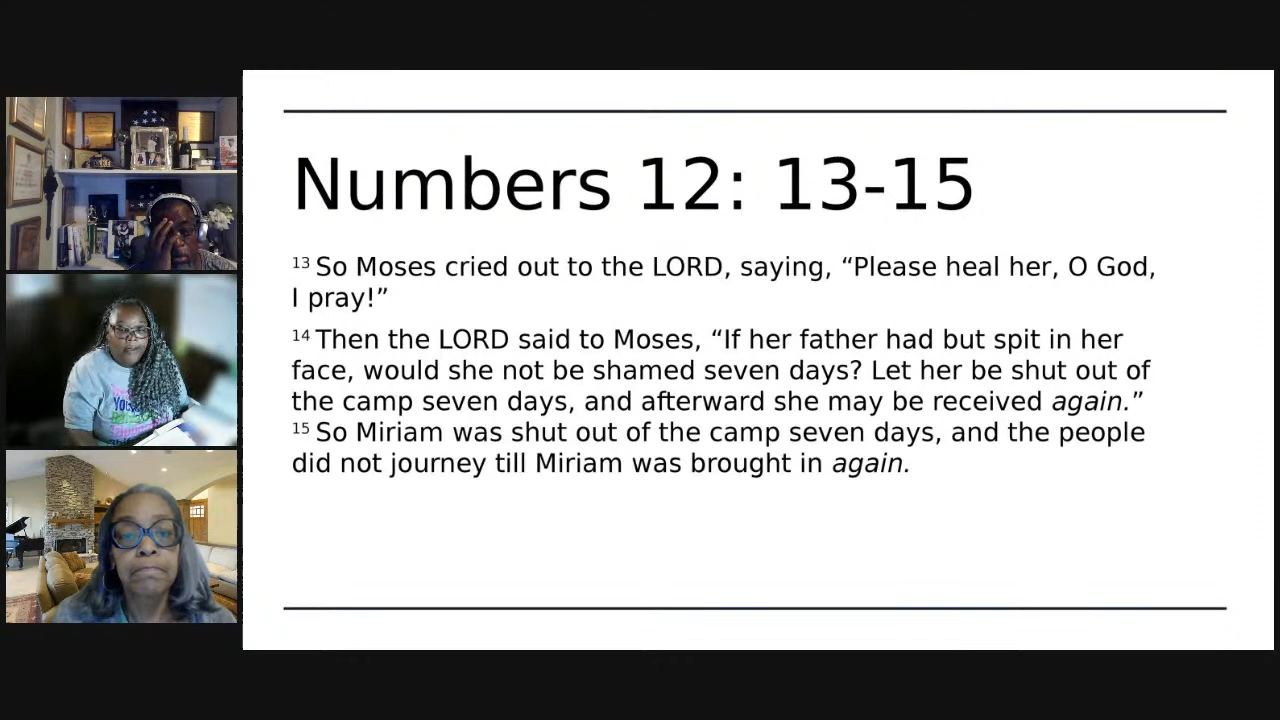 Numbers 12: 13-15
13 So Moses cried out to the LORD, saying, “Please heal her, O God,
I pray!”
14 Then the LORD said to Moses, “If her father had but spit in her
face, would she not be shamed seven days? Let her be shut out of
the camp seven days, and afterward she may be received again.”
15 So Miriam was shut out of the camp seven days, and the people
did not journey till Miriam was brought in again.